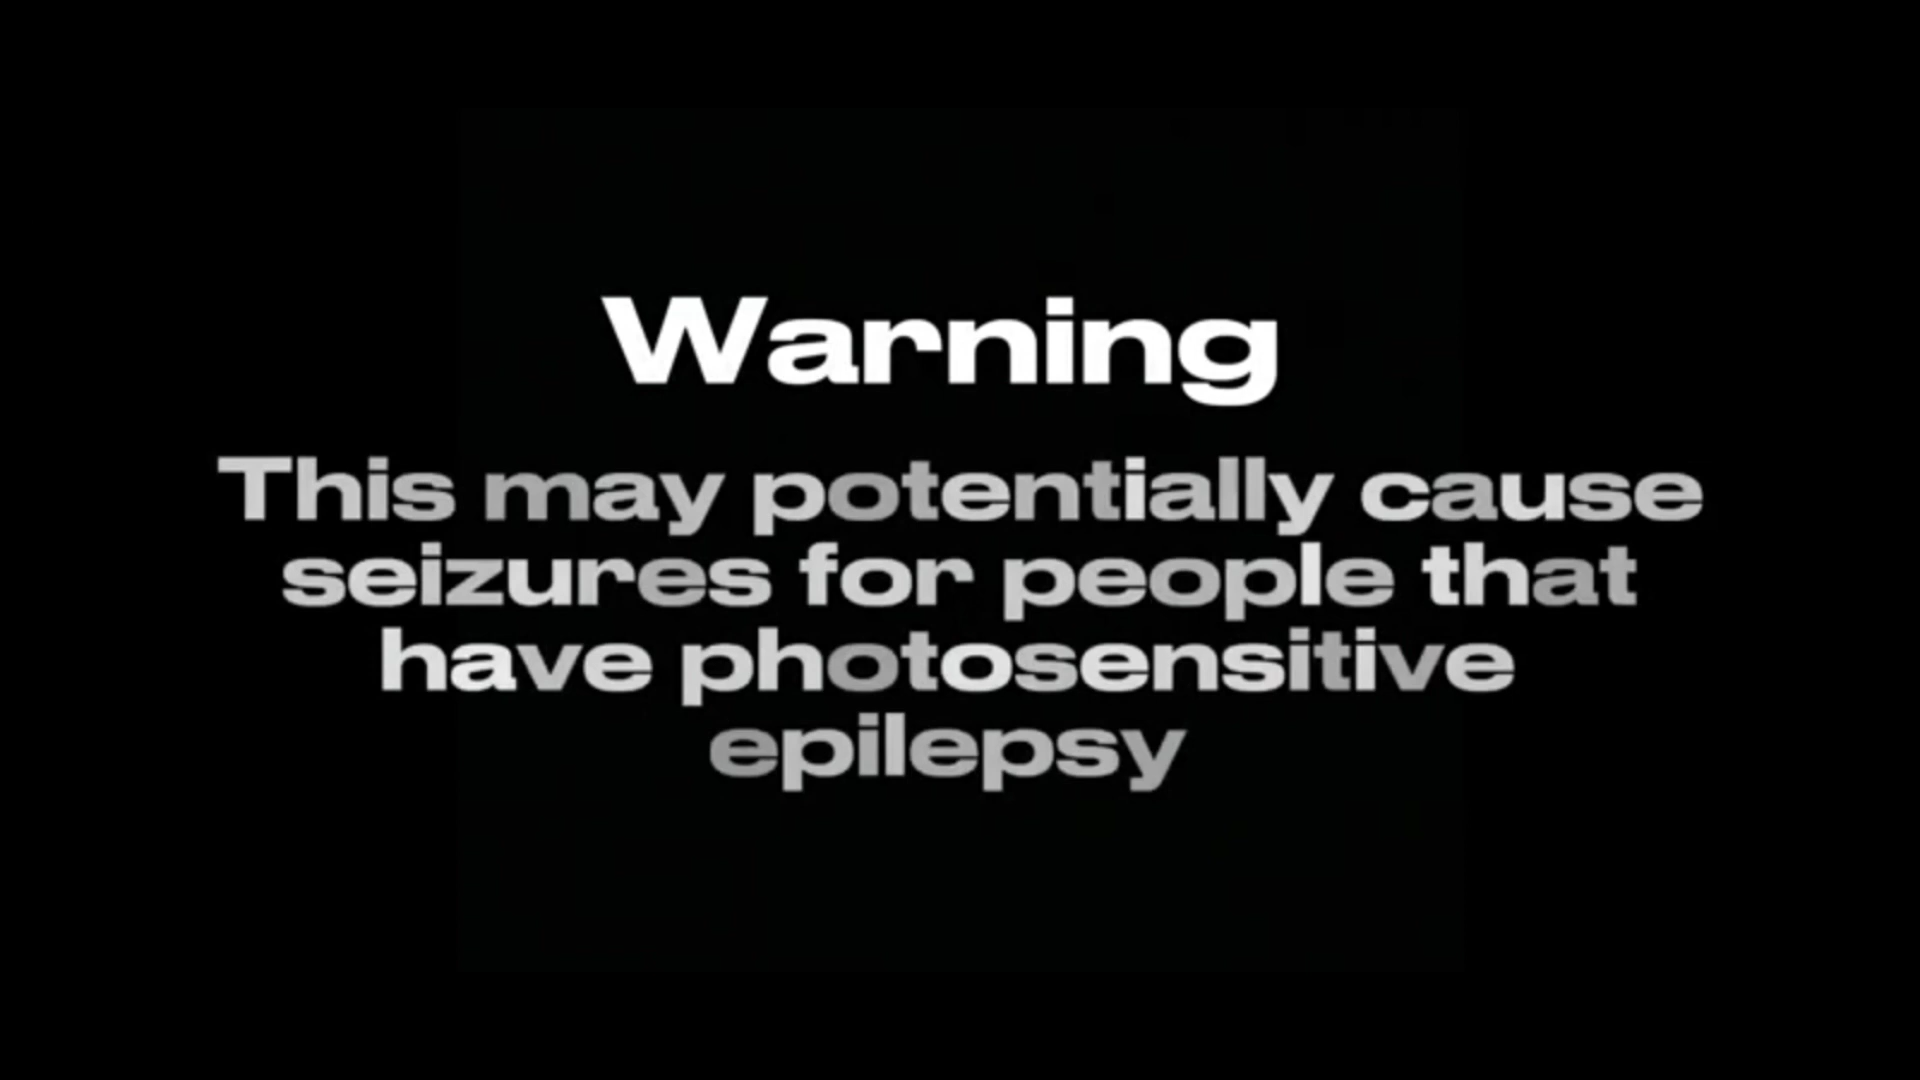 Warning
This may potentially cause
seizures for people that
have photosensitive
epilepsy